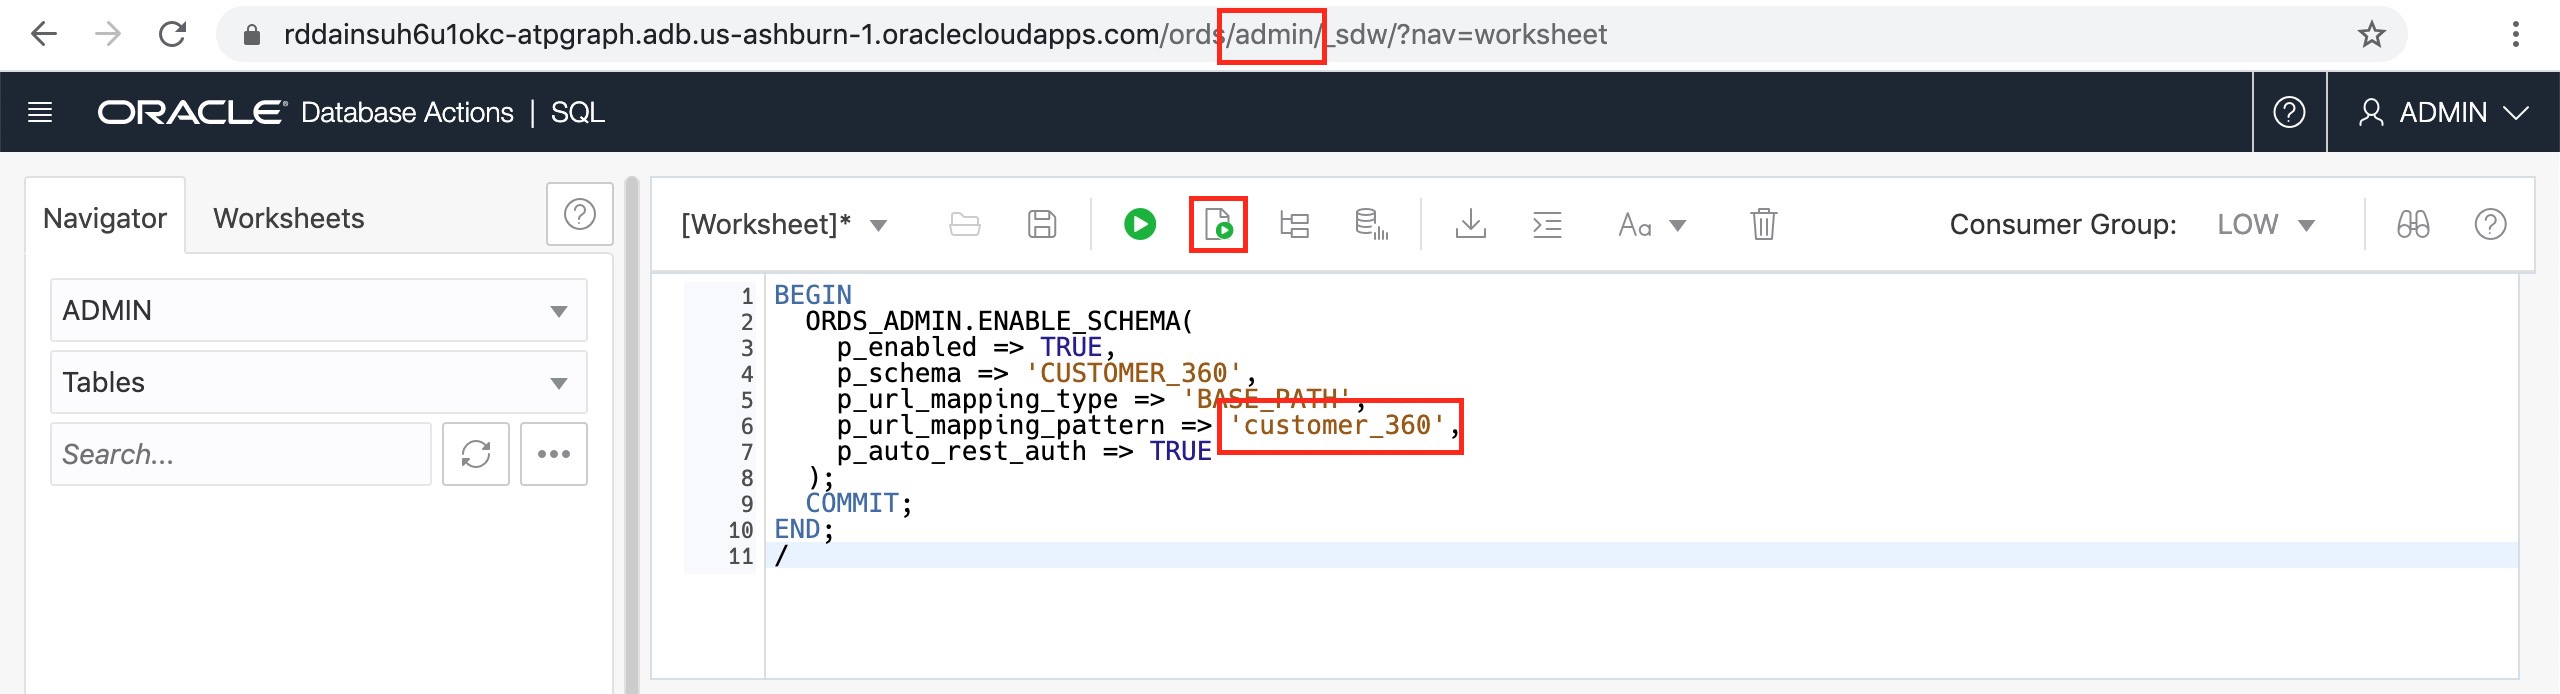 rddainsuh6u1okc-atpgraph.adb.us-ashburn-1.oraclecloudapps.com/ords/admin/_sdw/?nav=worksheet
ORACLE® Database Actions | SQL
ADMIN
Navigator
Worksheets
ADMIN
Tables
Search...
[Worksheet]*
Aa
Consumer Group: LOW
1 BEGIN
2   ORDS_ADMIN.ENABLE_SCHEMA(
3     p_enabled => TRUE,
4     p_schema => 'CUSTOMER_360',
5     p_url_mapping_type => 'BASE_PATH',
6     p_url_mapping_pattern => 'customer_360',
7     p_auto_rest_auth => TRUE
8   );
9   COMMIT;
10 END;
11 /